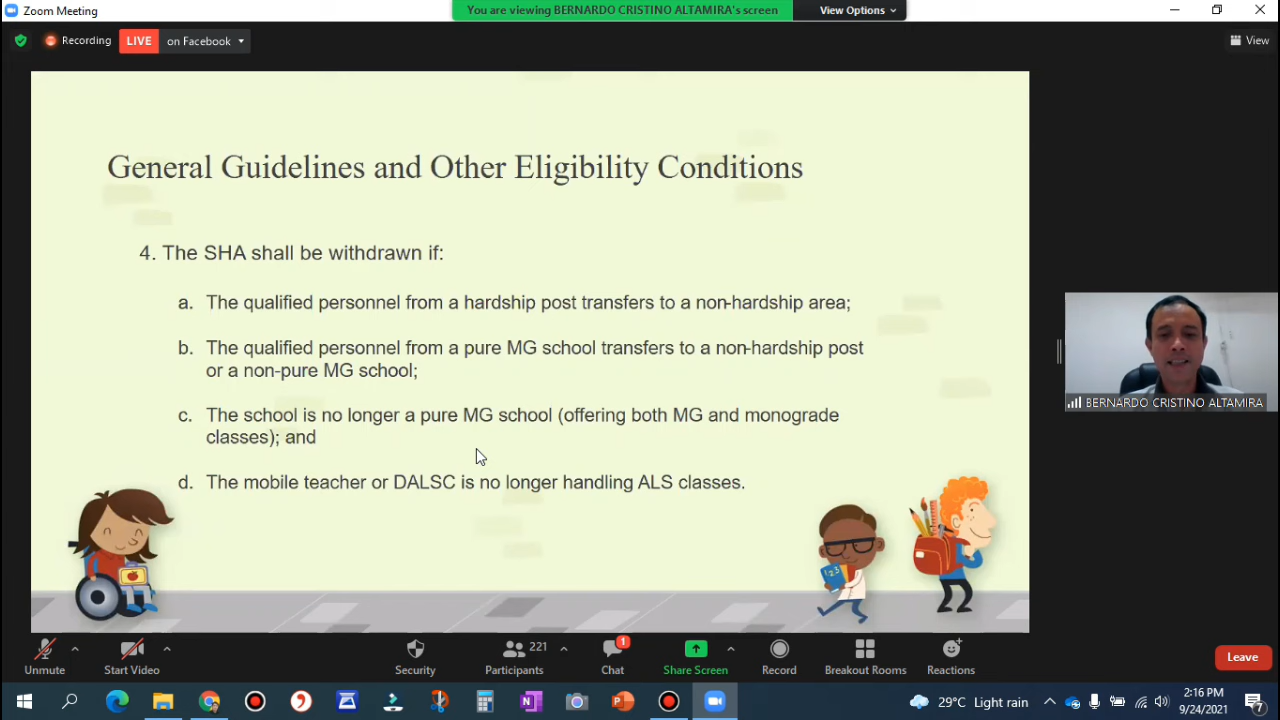 Zoom Meeting
You are viewing BERNARDO CRISTINO ALTAMIRA's screen
View Options
Recording
LIVE
on Facebook
View
General Guidelines and Other Eligibility Conditions
4. The SHA shall be withdrawn if:
a. The qualified personnel from a hardship post transfers to a non-hardship area;
b. The qualified personnel from a pure MG school transfers to a non-hardship post
or a non-pure MG school;
c. The school is no longer a pure MG school (offering both MG and monograde
classes); and
d. The mobile teacher or DALSC is no longer handling ALS classes.
1 2 3
BERNARDO CRISTINO ALTAMIRA
Unmute
Start Video
Security
221
Participants
1
Chat
Share Screen
Record
Breakout Rooms
Reactions
Leave
29°C Light rain
2:16 PM
9/24/2021
7